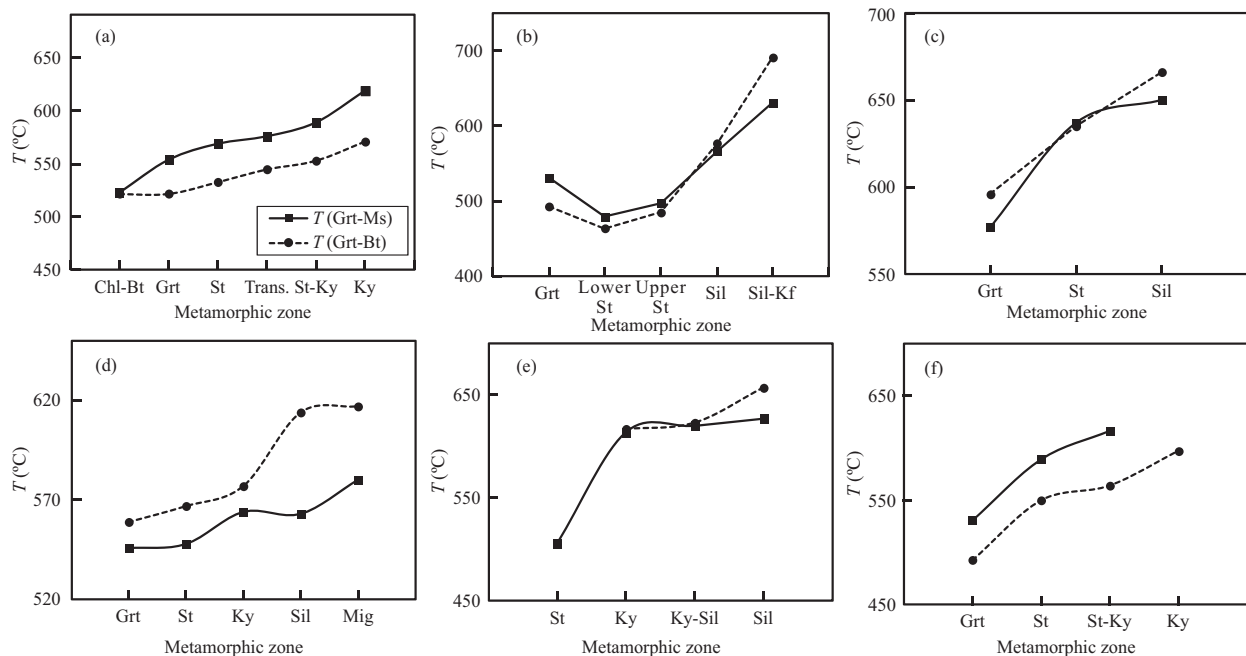 (a)
650
600
550
500
450
T (ºC)
T (Grt-Ms)
T (Grt-Bt)
Chl-Bt Grt St Trans. St-Ky Ky
Metamorphic zone
(b)
700
600
500
400
T (ºC)
Grt Lower St Upper St Sil Sil-Kf
Metamorphic zone
(c)
700
650
600
550
T (ºC)
Grt St Sil
Metamorphic zone
(d)
620
570
520
T (ºC)
Grt St Ky Sil Mig
Metamorphic zone
(e)
650
550
450
T (ºC)
St Ky Ky-Sil Sil
Metamorphic zone
(f)
650
550
450
T (ºC)
Grt St St-Ky Ky
Metamorphic zone